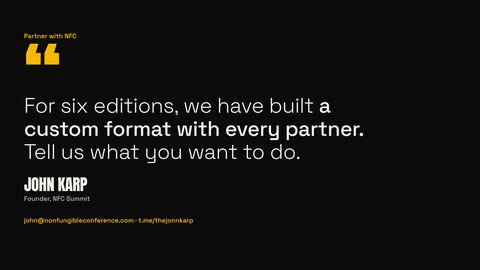 Partner with NFC
“
For six editions, we have built a
custom format with every partner.
Tell us what you want to do.
JOHN KARP
Founder, NFC Summit
john@nonfungibleconference.com · t.me/thejonnkarp